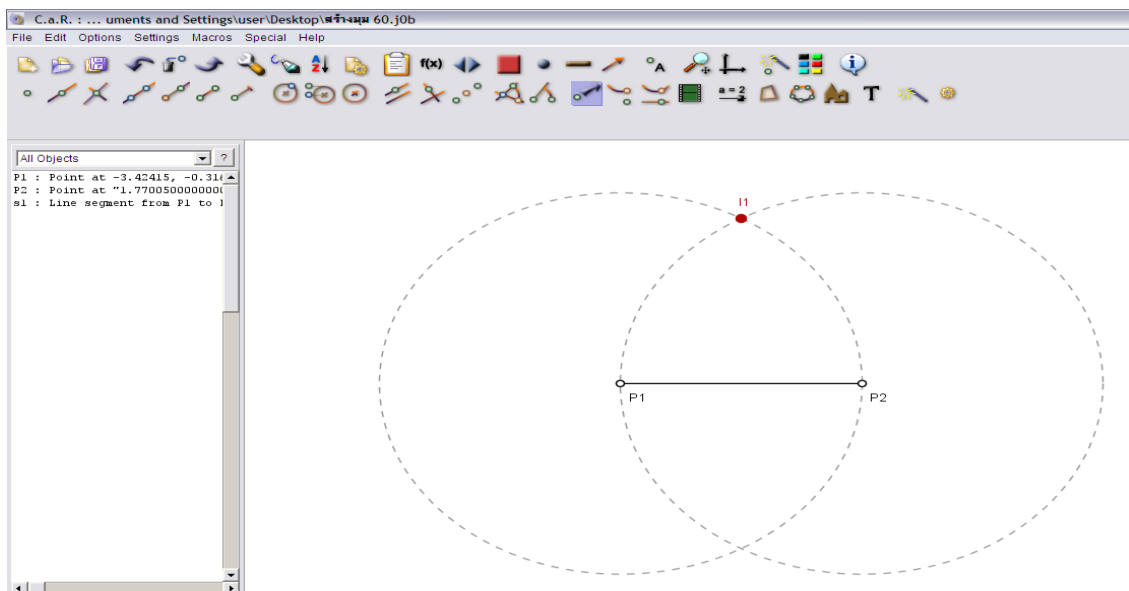 C.a.R. : ... uments and Settings\user\Desktop\สร้างมุม 60.j0b
File Edit Options Settings Macros Special Help
A Z f(x) A
a = 2 T
All Objects ?
P1 : Point at -3.42415, -0.31
P2 : Point at "1.7700500000000
s1 : Line segment from P1 to
I1
P1
P2